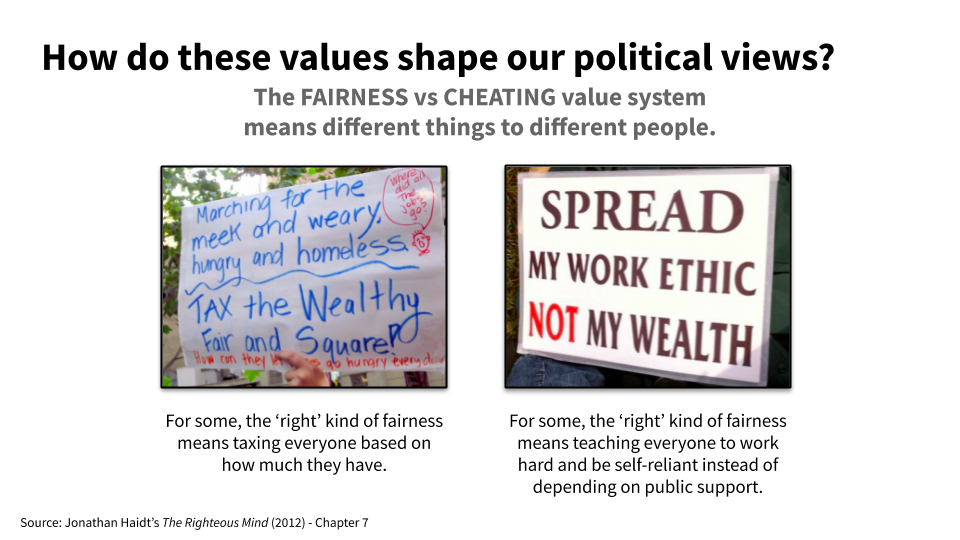 How do these values shape our political views?
The FAIRNESS vs CHEATING value system
means different things to different people.
Marching for the
meek and weary,
hungry and homeless.
TAX the Wealthy
Fair and Square!
How can they go hungry every
Where
did all
the
jobs
go?
SPREAD
MY WORK ETHIC
NOT MY WEALTH
For some, the ‘right’ kind of fairness
means taxing everyone based on
how much they have.
For some, the ‘right’ kind of fairness
means teaching everyone to work
hard and be self-reliant instead of
depending on public support.
Source: Jonathan Haidt’s The Righteous Mind (2012) - Chapter 7